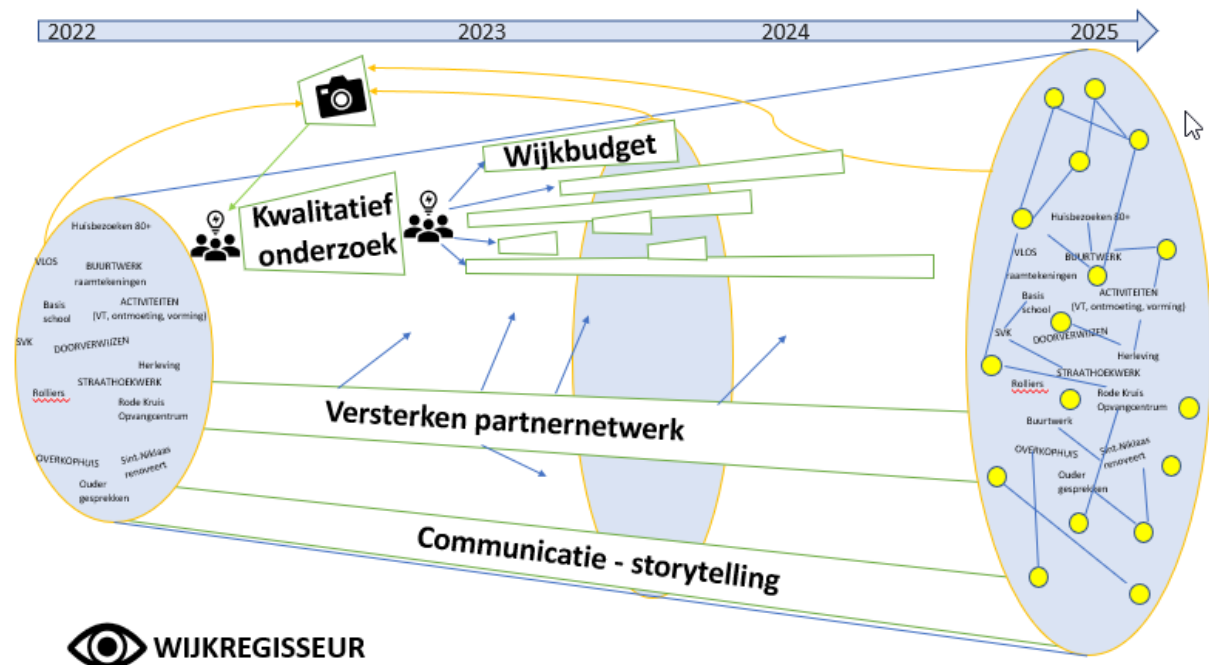 2022 2023 2024 2025
Wijkbudget
Kwalitatief
onderzoek
Huisbezoeken 80+
VLOS
BUURTWERK
raamtekeningen
Basis
school
ACTIVITEITEN
(VT, ontmoeting, vorming)
SVK
DOORVERWIJZEN
Herleving
STRAATHOEKWERK
Rolliers
Rode Kruis
Opvangcentrum
OVERKOPHUIS
Sint-Niklaas
renoveert
Ouder
gesprekken
Versterken partnernetwerk
Communicatie - storytelling
Huisbezoeken 80+
VLOS
BUURTWERK
raamtekeningen
Basis
school
ACTIVITEITEN
(VT, ontmoeting, vorming)
SVK
DOORVERWIJZEN
Herleving
STRAATHOEKWERK
Rolliers
Rode Kruis
Opvangcentrum
Buurtwerk
OVERKOPHUIS
Sint-Niklaas
renoveert
Ouder
gesprekken
WIJKREGISSEUR